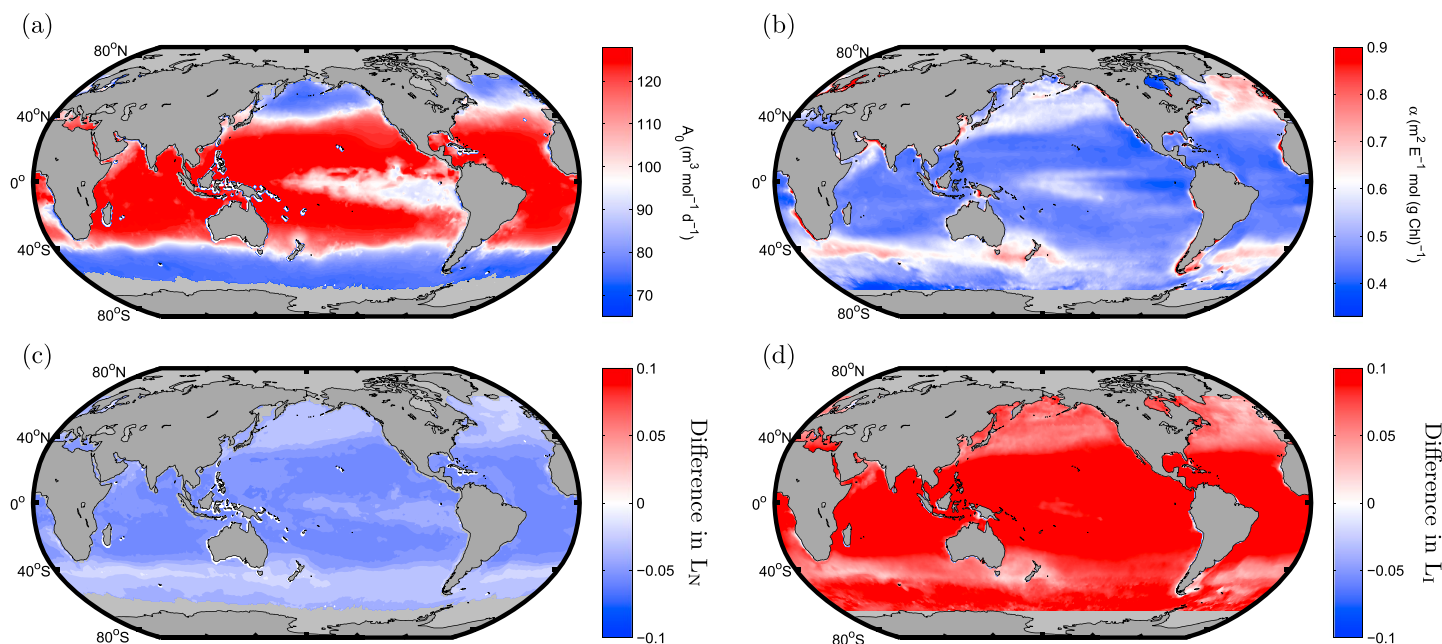 (a)
80°N
40°N
0°
40°S
80°S
120
110
100
90
80
70
A₀ (m³ mol⁻¹ d⁻¹)
(b)
80°N
40°N
0°
40°S
80°S
0.9
0.8
0.7
0.6
0.5
0.4
α (m² E⁻¹ mol (g Chl)⁻¹)
(c)
80°N
40°N
0°
40°S
80°S
0.1
0.05
0
−0.05
−0.1
Difference in L_N
(d)
80°N
40°N
0°
40°S
80°S
0.1
0.05
0
−0.05
−0.1
Difference in L_I